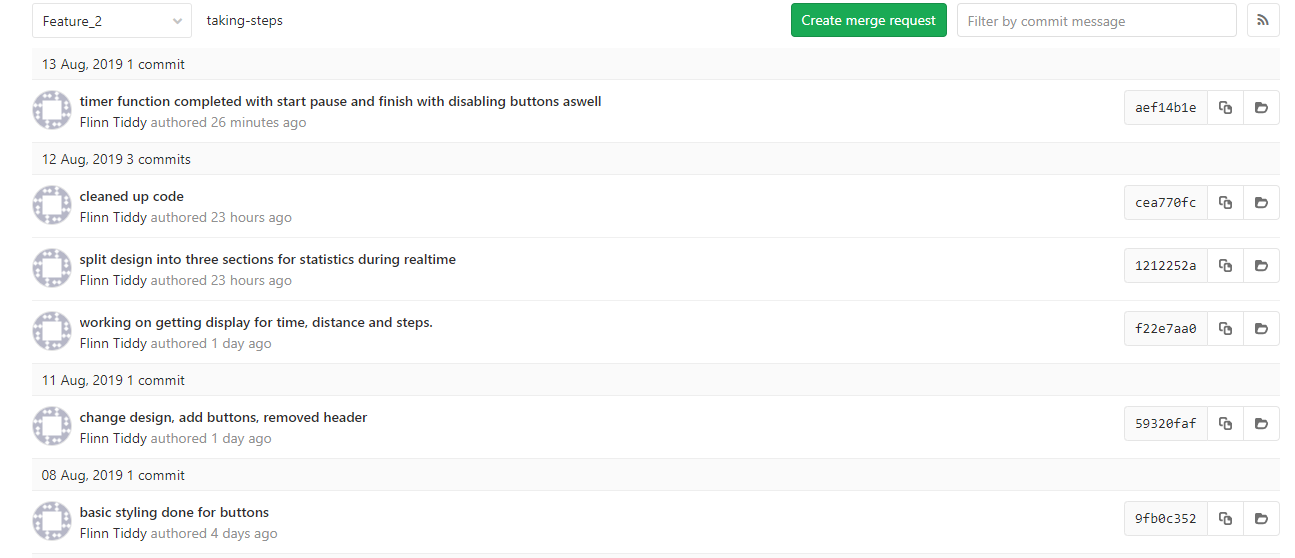 Feature_2 taking-steps Create merge request Filter by commit message
13 Aug, 2019 1 commit
timer function completed with start pause and finish with disabling buttons aswell
Flinn Tiddy authored 26 minutes ago aef14b1e
12 Aug, 2019 3 commits
cleaned up code
Flinn Tiddy authored 23 hours ago cea770fc
split design into three sections for statistics during realtime
Flinn Tiddy authored 23 hours ago 1212252a
working on getting display for time, distance and steps.
Flinn Tiddy authored 1 day ago f22e7aa0
11 Aug, 2019 1 commit
change design, add buttons, removed header
Flinn Tiddy authored 1 day ago 59320faf
08 Aug, 2019 1 commit
basic styling done for buttons
Flinn Tiddy authored 4 days ago 9fb0c352